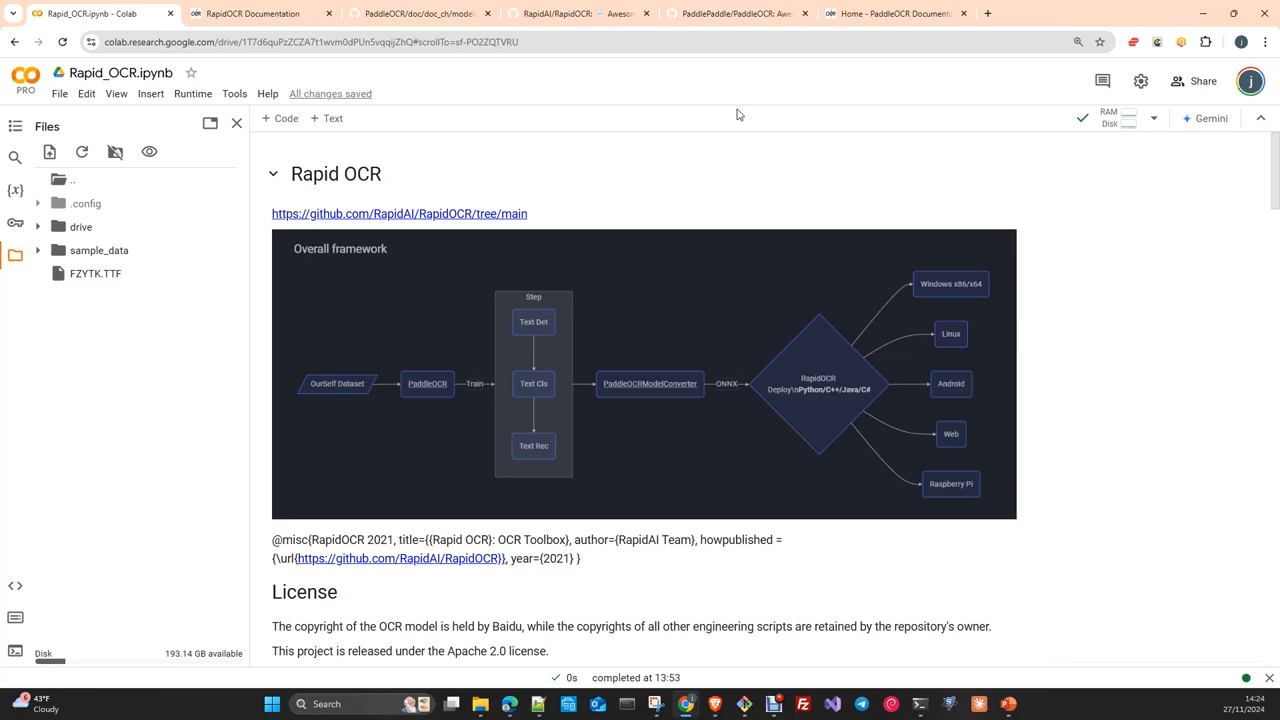 Rapid_OCR.ipynb - Colab
RapidOCR Documentation
PaddleOCR/doc/doc_ch/model
RapidAI/RapidOCR: Awesom
PaddlePaddle/PaddleOCR: Awes
Home - PaddleOCR Documenta
colab.research.google.com/drive/1T7d6quPzZCZA7t1wvm0dPUn5vqqijZhQ#scrollTo=sf-PO2ZQTVRU
j
CO
PRO
Rapid_OCR.ipynb
File Edit View Insert Runtime Tools Help All changes saved
Share
j
Files
+ Code + Text
RAM
Disk
Gemini
{x}
..
.config
drive
sample_data
FZYTK.TTF
Rapid OCR
https://github.com/RapidAI/RapidOCR/tree/main
Overall framework
OurSelf Dataset
PaddleOCR
Train
Step
Text Det
Text Cls
Text Rec
PaddleOCRModelConverter
ONNX
RapidOCR
Deploy\nPython/C++/Java/C#
Windows x86/x64
Linux
Android
Web
Raspberry Pi
@misc{RapidOCR 2021, title={{Rapid OCR}: OCR Toolbox}, author={RapidAI Team}, howpublished =
{\url{https://github.com/RapidAI/RapidOCR}}, year={2021} }
License
The copyright of the OCR model is held by Baidu, while the copyrights of all other engineering scripts are retained by the repository's owner.
This project is released under the Apache 2.0 license.
Disk
193.14 GB available
0s completed at 13:53
43°F
Cloudy
Search
14:24
27/11/2024